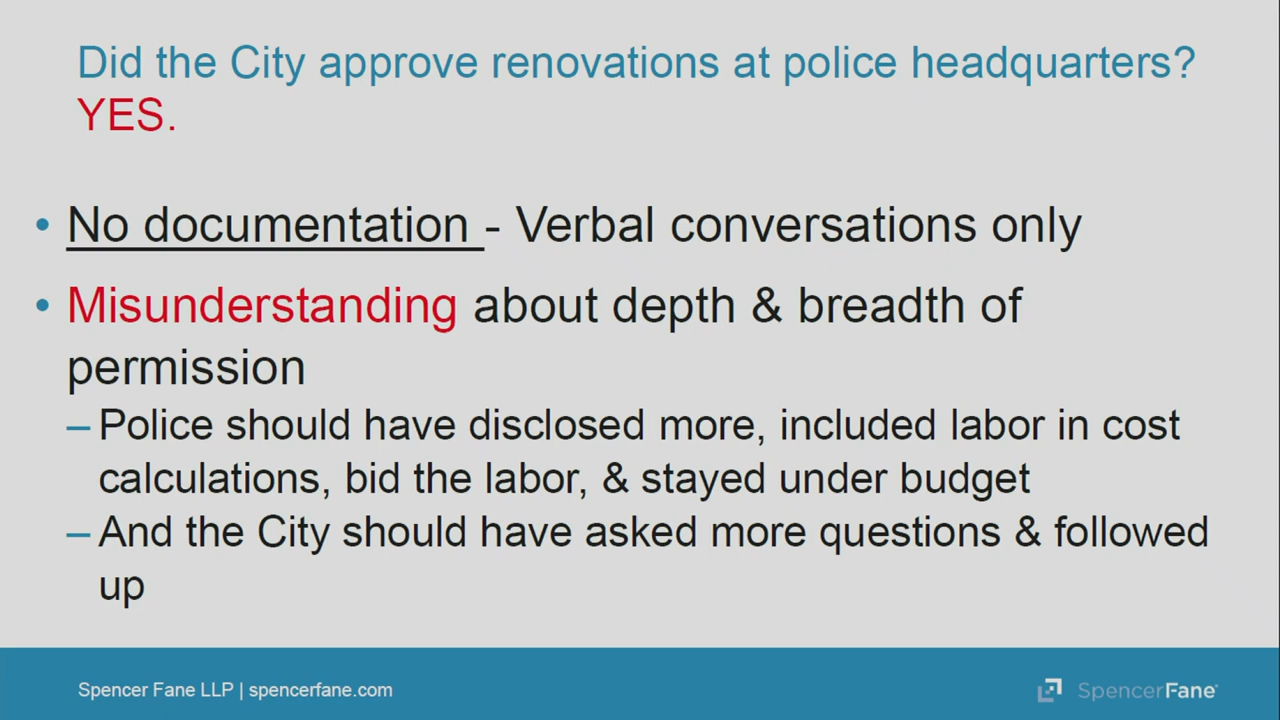 Did the City approve renovations at police headquarters?
YES.
• No documentation - Verbal conversations only
• Misunderstanding about depth & breadth of
permission
– Police should have disclosed more, included labor in cost
calculations, bid the labor, & stayed under budget
– And the City should have asked more questions & followed
up
Spencer Fane LLP | spencerfane.com
SpencerFane